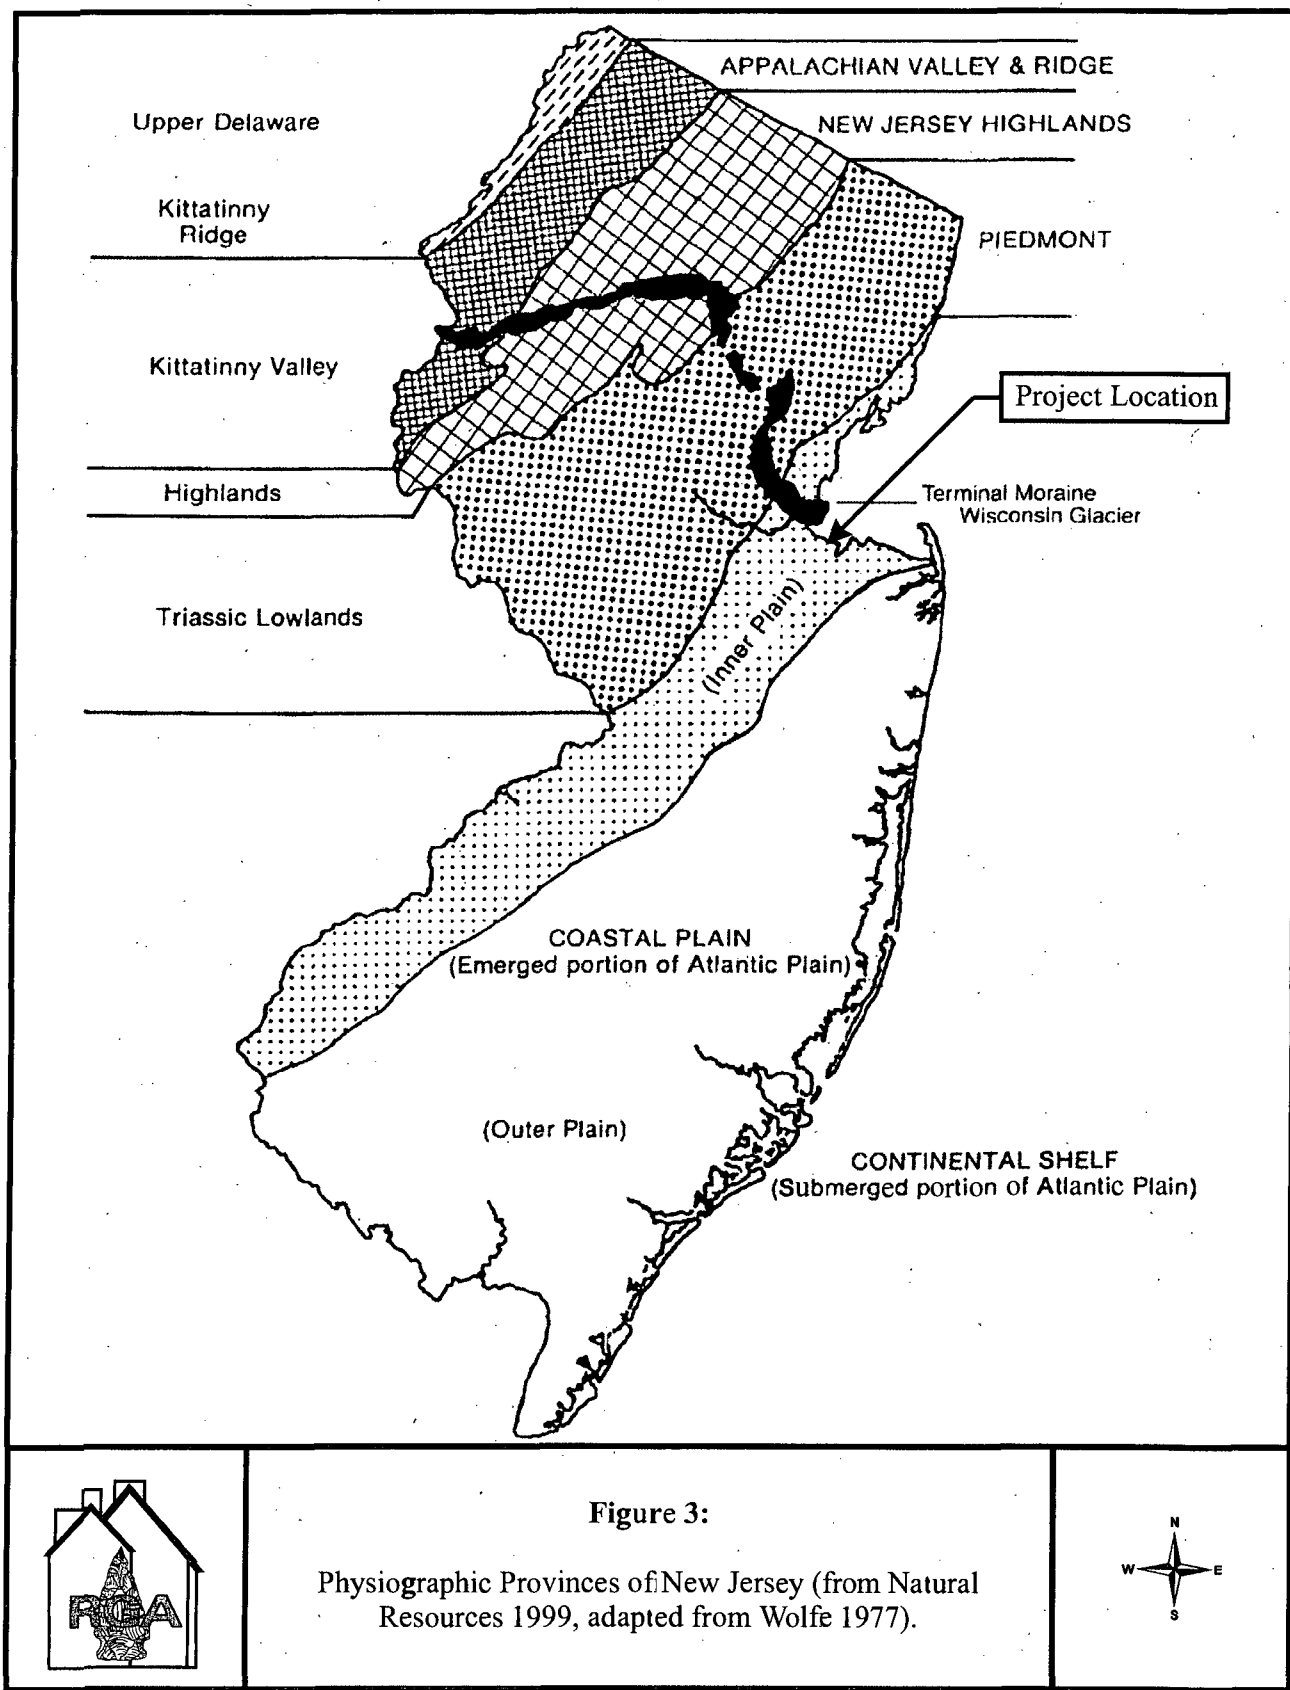 APPALACHIAN VALLEY & RIDGE
Upper Delaware
NEW JERSEY HIGHLANDS
Kittatinny
Ridge
PIEDMONT
Kittatinny Valley
Project Location
Highlands
Terminal Moraine
Wisconsin Glacier
Triassic Lowlands
(Inner Plain)
COASTAL PLAIN
(Emerged portion of Atlantic Plain)
(Outer Plain)
CONTINENTAL SHELF
(Submerged portion of Atlantic Plain)
RGA
Figure 3:
Physiographic Provinces of New Jersey (from Natural
Resources 1999, adapted from Wolfe 1977).
N
W E
S